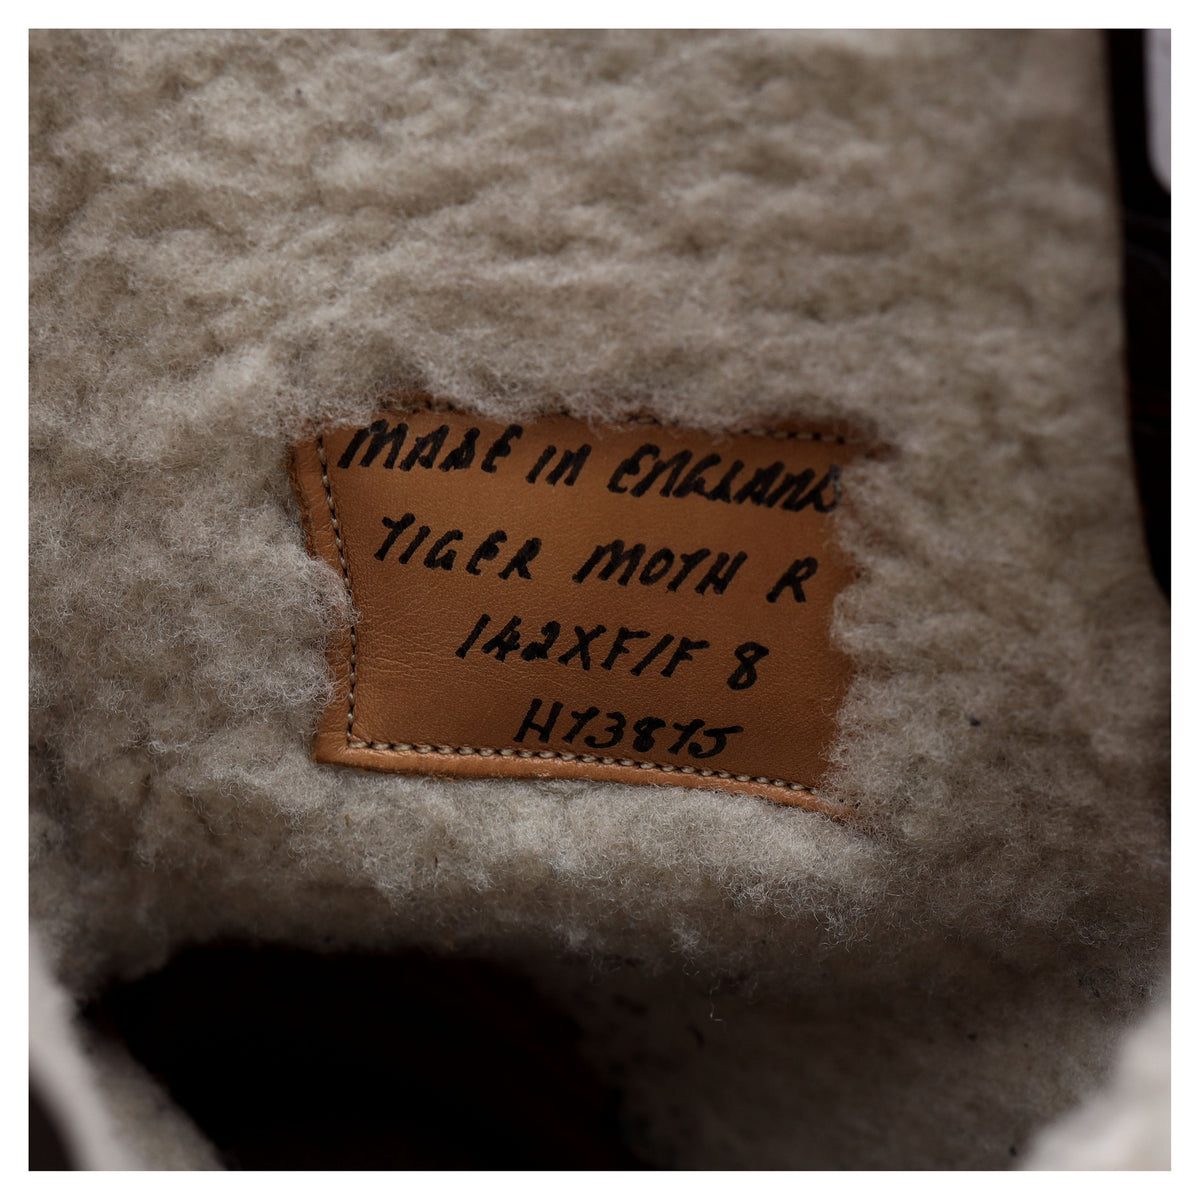 MADE IN ENGLAND
TIGER MOTH R
142XF/F 8
H73875